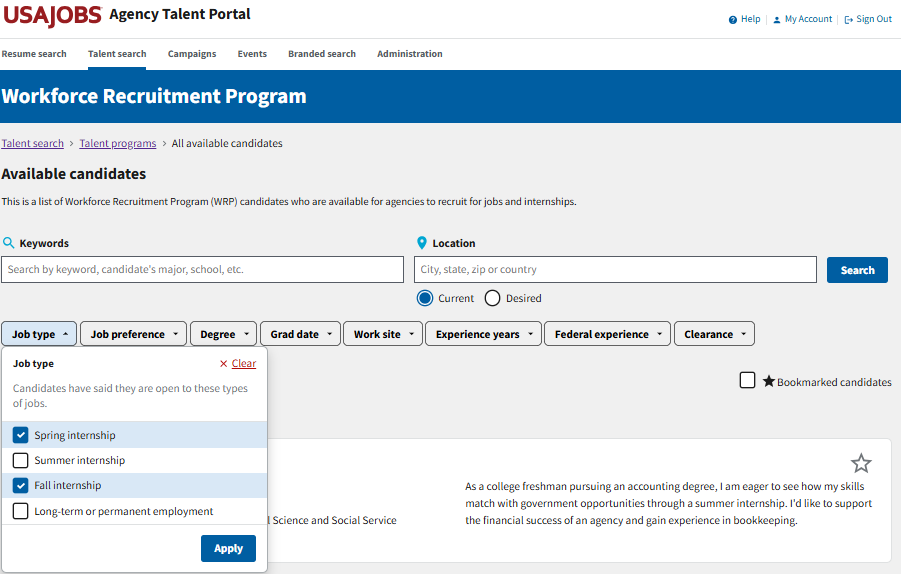 USAJOBS® Agency Talent Portal
Help
My Account
Sign Out
Resume search
Talent search
Campaigns
Events
Branded search
Administration
Workforce Recruitment Program
Talent search > Talent programs > All available candidates
Available candidates
This is a list of Workforce Recruitment Program (WRP) candidates who are available for agencies to recruit for jobs and internships.
Keywords
Search by keyword, candidate's major, school, etc.
Location
City, state, zip or country
Search
Current
Desired
Job type
Job preference
Degree
Grad date
Work site
Experience years
Federal experience
Clearance
Job type
Clear
Candidates have said they are open to these types
of jobs.
Spring internship
Summer internship
Fall internship
Long-term or permanent employment
Apply
Bookmarked candidates
l Science and Social Service
As a college freshman pursuing an accounting degree, I am eager to see how my skills
match with government opportunities through a summer internship. I'd like to support
the financial success of an agency and gain experience in bookkeeping.